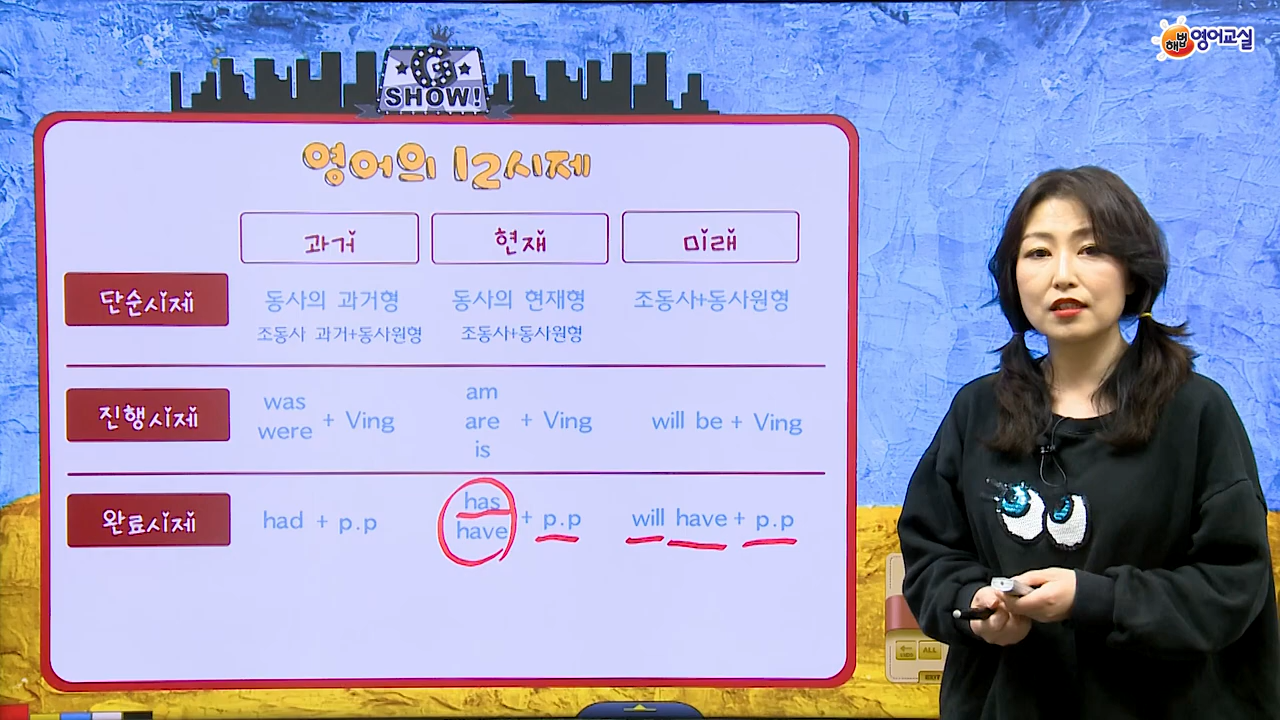 해법영어교실
G
SHOW!
영어의 12시제
과거 현재 미래
단순시제 동사의 과거형 동사의 현재형 조동사+동사원형
조동사 과거+동사원형 조동사+동사원형
진행시제 was were + Ving am are is + Ving will be + Ving
완료시제 had + p.p has have + p.p will have + p.p
ALL
EXIT